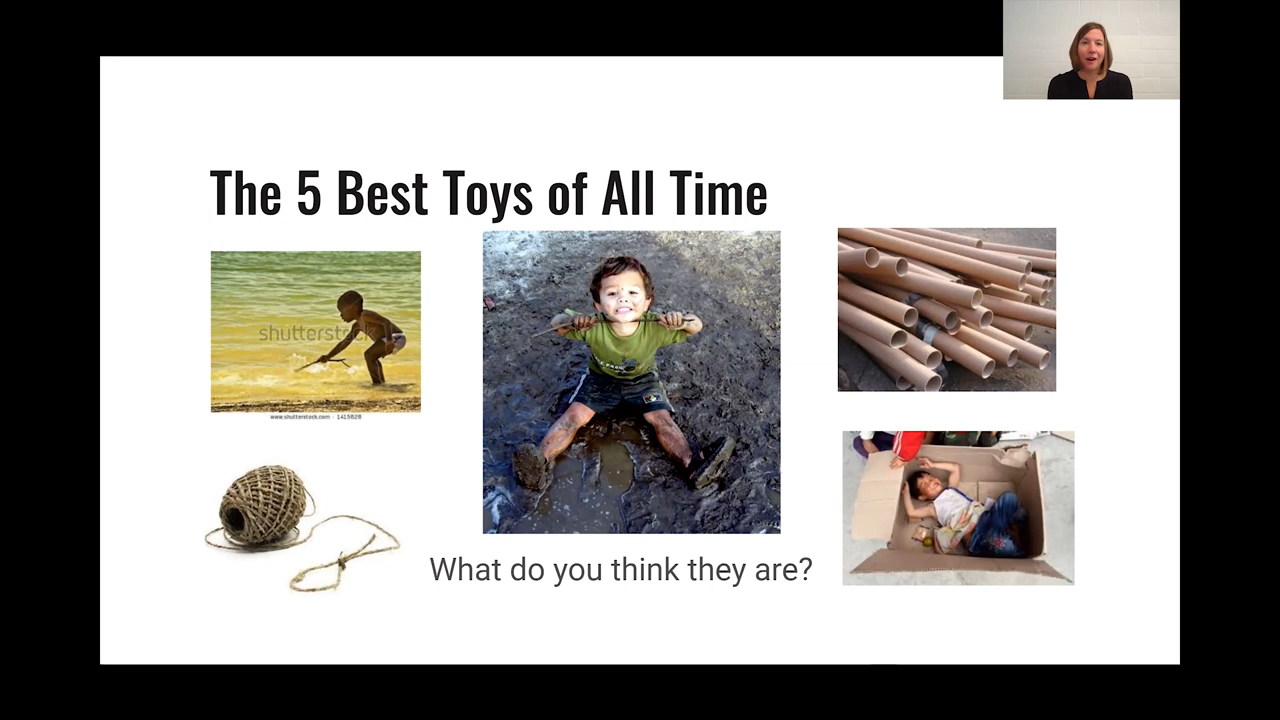 The 5 Best Toys of All Time
shutterstock
www.shutterstock.com · 1415828
What do you think they are?